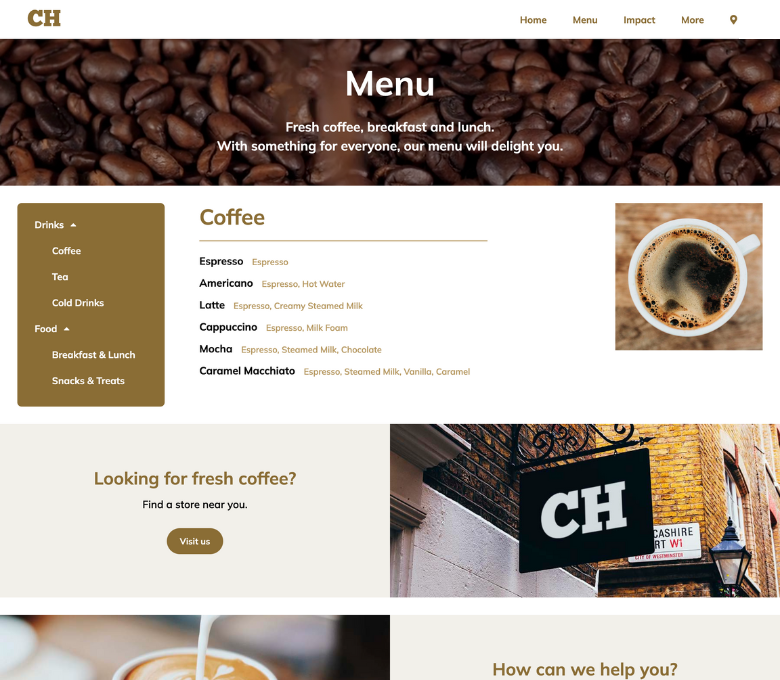 CH
Home Menu Impact More
Menu
Fresh coffee, breakfast and lunch.
With something for everyone, our menu will delight you.
Drinks
Coffee
Tea
Cold Drinks
Food
Breakfast & Lunch
Snacks & Treats
Coffee
Espresso Espresso
Americano Espresso, Hot Water
Latte Espresso, Creamy Steamed Milk
Cappuccino Espresso, Milk Foam
Mocha Espresso, Steamed Milk, Chocolate
Caramel Macchiato Espresso, Steamed Milk, Vanilla, Caramel
Looking for fresh coffee?
Find a store near you.
Visit us
CH
CASHIRE
RT W1
CITY OF WESTMINSTER
How can we help you?